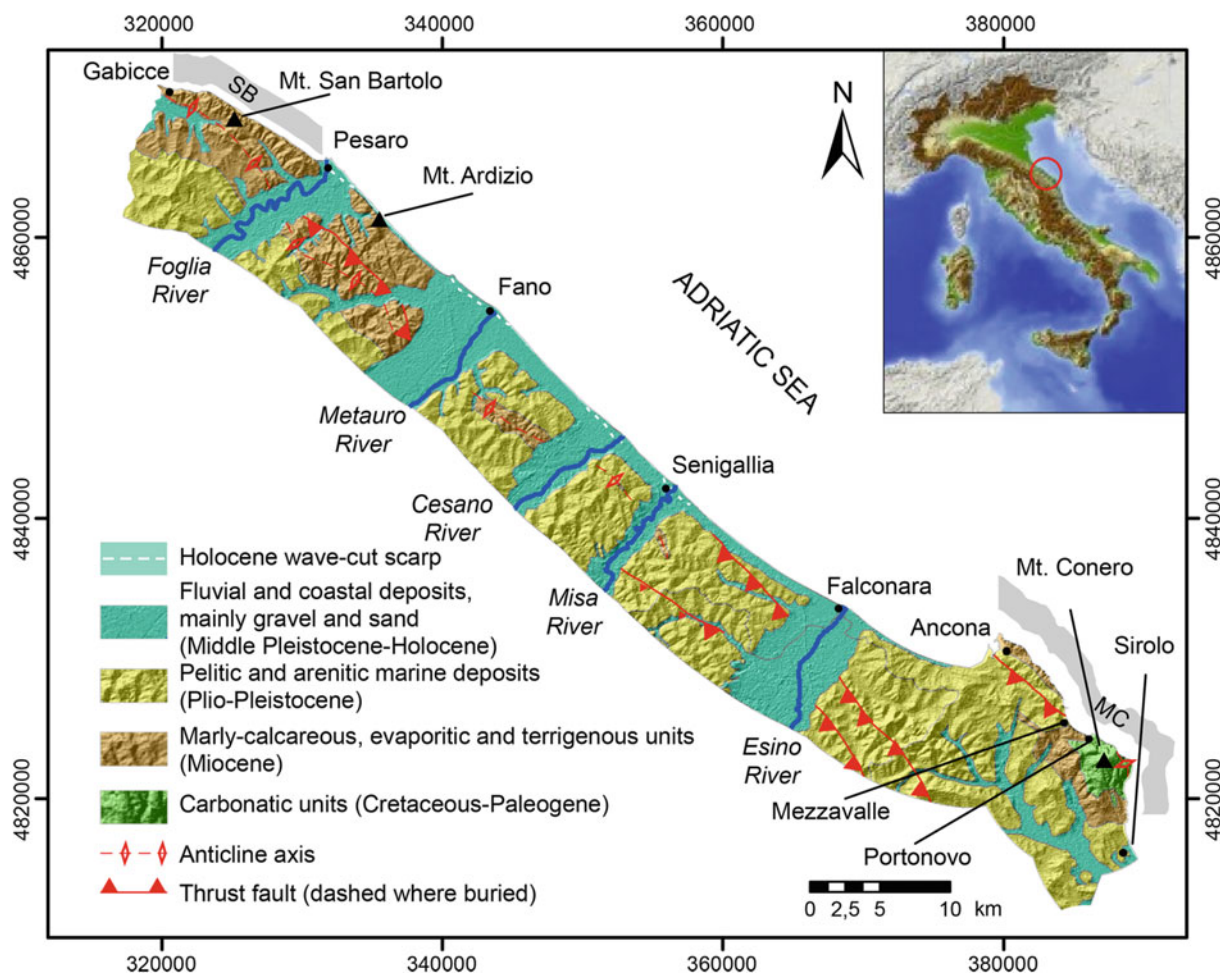 320000
340000
360000
380000
Gabicce
SB
Mt. San Bartolo
Pesaro
Mt. Ardizio
N
4860000
4860000
Foglia
River
Fano
ADRIATIC SEA
Metauro
River
Senigallia
Cesano
River
4840000
4840000
Holocene wave-cut scarp
Fluvial and coastal deposits,
mainly gravel and sand
(Middle Pleistocene-Holocene)
Pelitic and arenitic marine deposits
(Plio-Pleistocene)
Marly-calcareous, evaporitic and terrigenous units
(Miocene)
Carbonatic units (Cretaceous-Paleogene)
Anticline axis
Thrust fault (dashed where buried)
Misa
River
Falconara
Mt. Conero
Ancona
Sirolo
MC
Esino
River
Mezzavalle
Portonovo
4820000
4820000
0 2,5 5 10 km
320000
340000
360000
380000